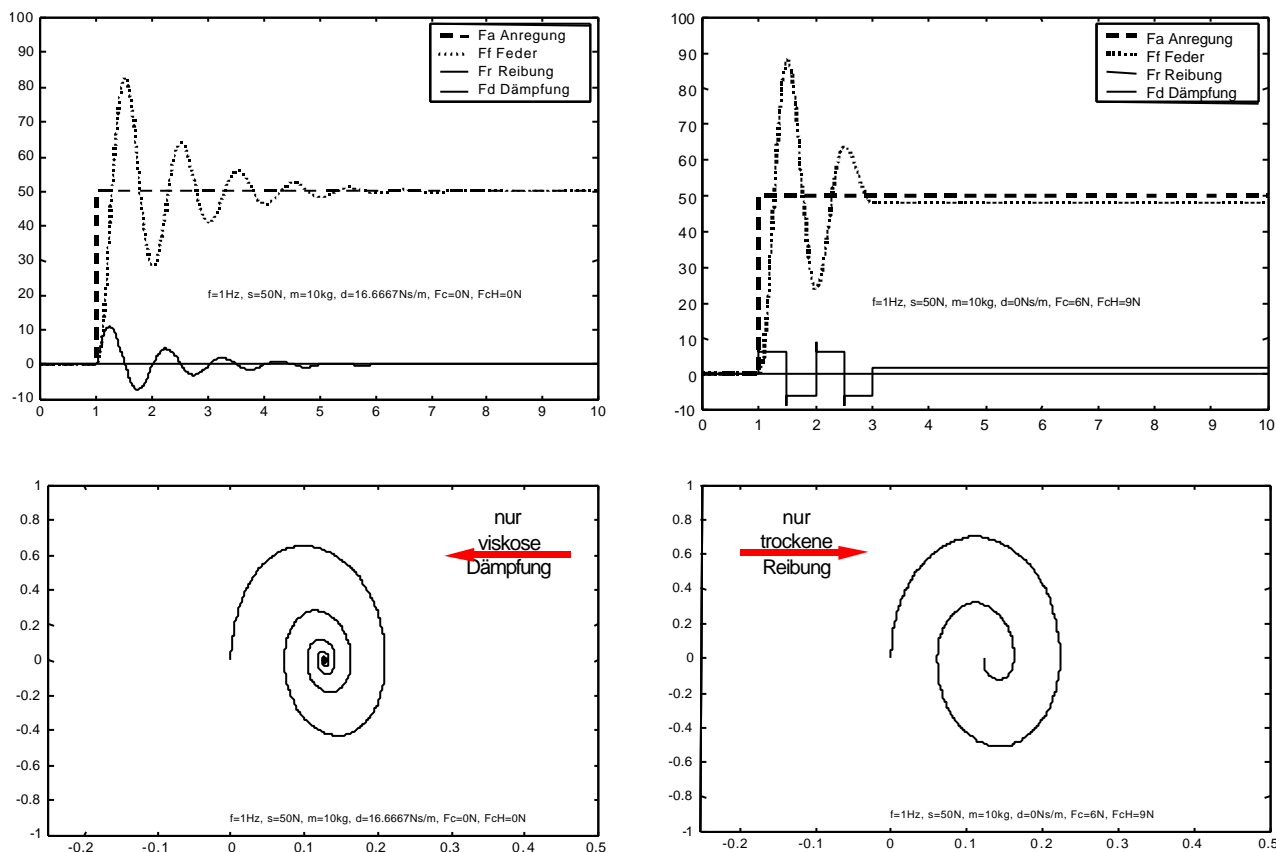 100
90
80
70
60
50
40
30
20
10
0
-10
0 1 2 3 4 5 6 7 8 9 10
Fa Anregung
Ff Feder
Fr Reibung
Fd Dämpfung
f=1Hz, s=50N, m=10kg, d=16.6667Ns/m, Fc=0N, FcH=0N
100
90
80
70
60
50
40
30
20
10
0
-10
0 1 2 3 4 5 6 7 8 9 10
Fa Anregung
Ff Feder
Fr Reibung
Fd Dämpfung
f=1Hz, s=50N, m=10kg, d=0Ns/m, Fc=6N, FcH=9N
1
0.8
0.6
0.4
0.2
0
-0.2
-0.4
-0.6
-0.8
-1
-0.2 -0.1 0 0.1 0.2 0.3 0.4 0.5
nur
viskose
Dämpfung
f=1Hz, s=50N, m=10kg, d=16.6667Ns/m, Fc=0N, FcH=0N
1
0.8
0.6
0.4
0.2
0
-0.2
-0.4
-0.6
-0.8
-1
-0.2 -0.1 0 0.1 0.2 0.3 0.4 0.5
nur
trockene
Reibung
f=1Hz, s=50N, m=10kg, d=0Ns/m, Fc=6N, FcH=9N